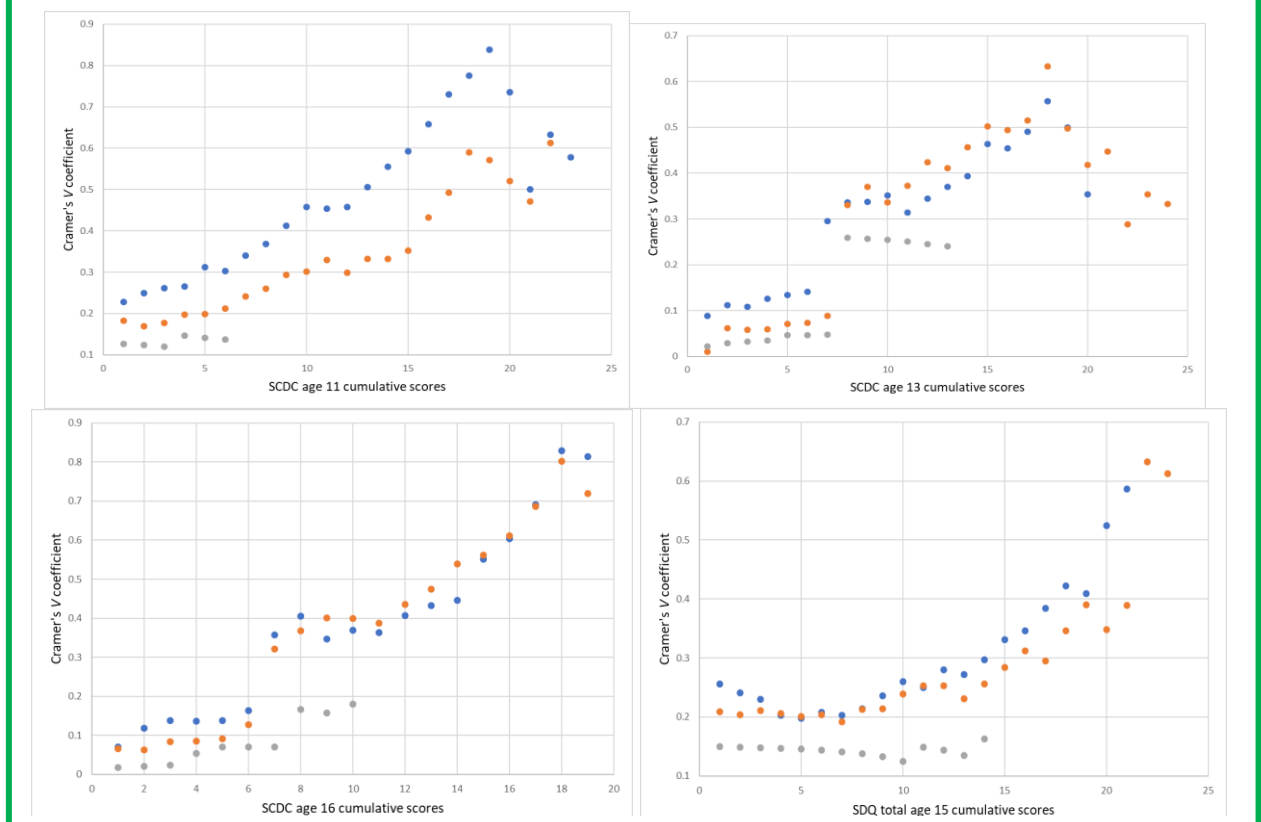 0.9
0.8
0.7
0.6
0.5
0.4
0.3
0.2
0.1
Cramer's V coefficient
0 5 10 15 20 25
SCDC age 11 cumulative scores
0.7
0.6
0.5
0.4
0.3
0.2
0.1
0
Cramer's V coefficient
0 5 10 15 20 25
SCDC age 13 cumulative scores
0.9
0.8
0.7
0.6
0.5
0.4
0.3
0.2
0.1
0
Cramer's V coefficient
0 2 4 6 8 10 12 14 16 18 20
SCDC age 16 cumulative scores
0.7
0.6
0.5
0.4
0.3
0.2
0.1
Cramer's V coefficient
0 5 10 15 20 25
SDQ total age 15 cumulative scores